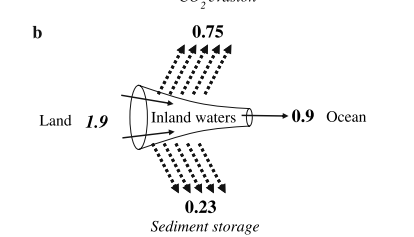 CO2 evasion
b
0.75
Land 1.9 Inland waters 0.9 Ocean
0.23
Sediment storage